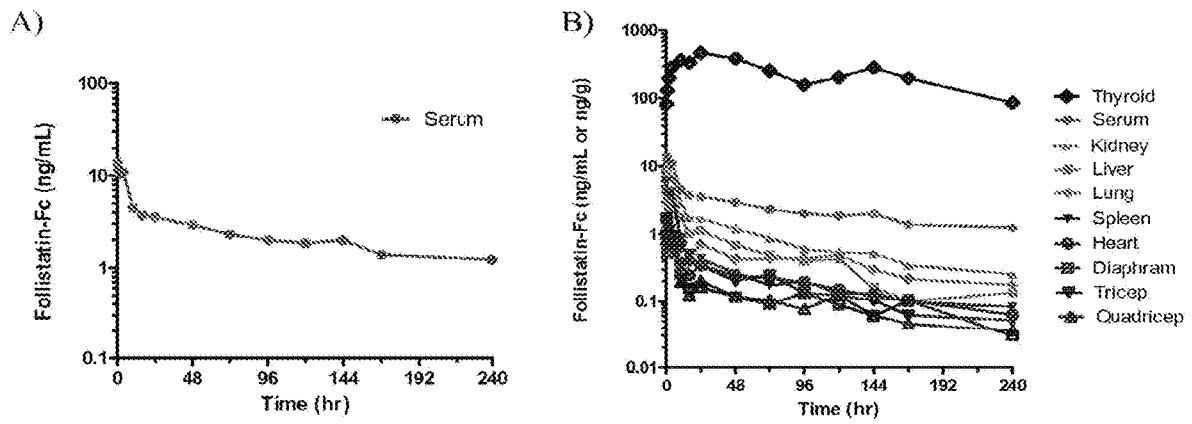 A)
Follistatin-Fc (ng/mL)
100
10
1
0.1
0
48
96
144
192
240
Time (hr)
Serum
B)
Follistatin-Fc (ng/mL or ng/g)
1000
100
10
1
0.1
0.01
0
48
96
144
192
240
Time (hr)
Thyroid
Serum
Kidney
Liver
Lung
Spleen
Heart
Diaphram
Tricep
Quadricep